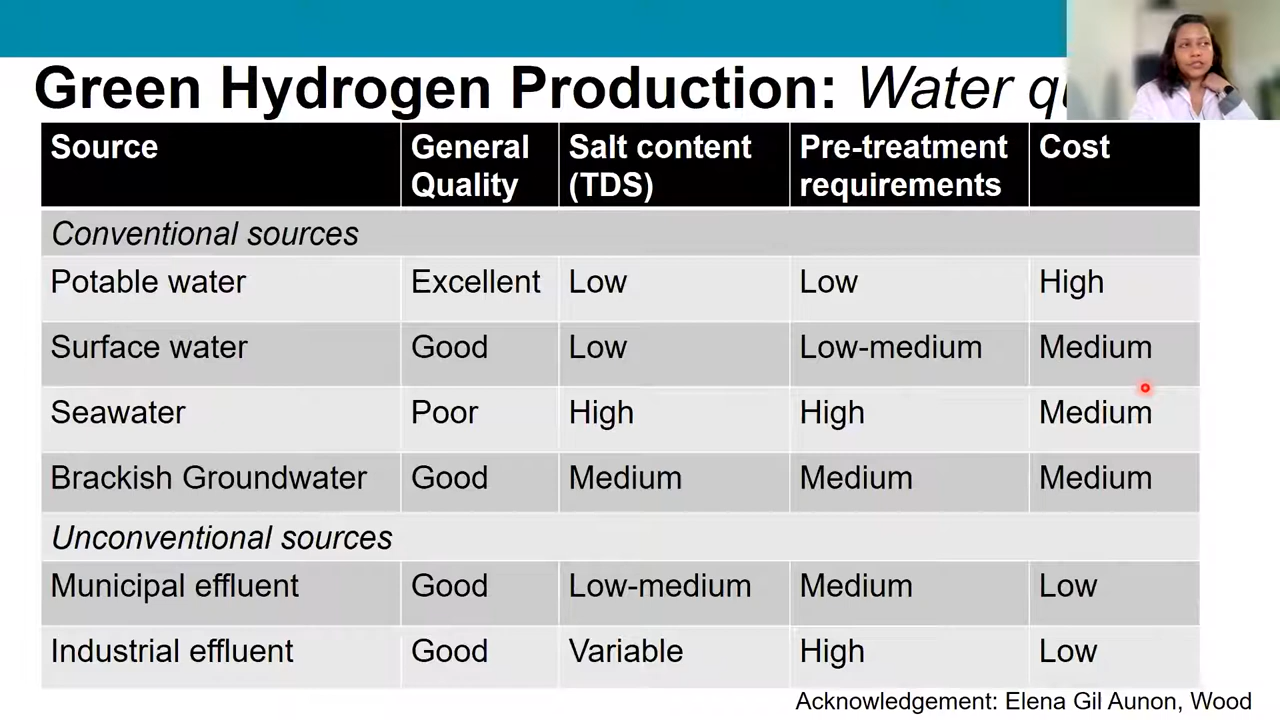 Green Hydrogen Production: Water
Source General Quality Salt content (TDS) Pre-treatment requirements Cost
Conventional sources
Potable water Excellent Low Low High
Surface water Good Low Low-medium Medium
Seawater Poor High High Medium
Brackish Groundwater Good Medium Medium Medium
Unconventional sources
Municipal effluent Good Low-medium Medium Low
Industrial effluent Good Variable High Low
Acknowledgement: Elena Gil Aunon, Wood